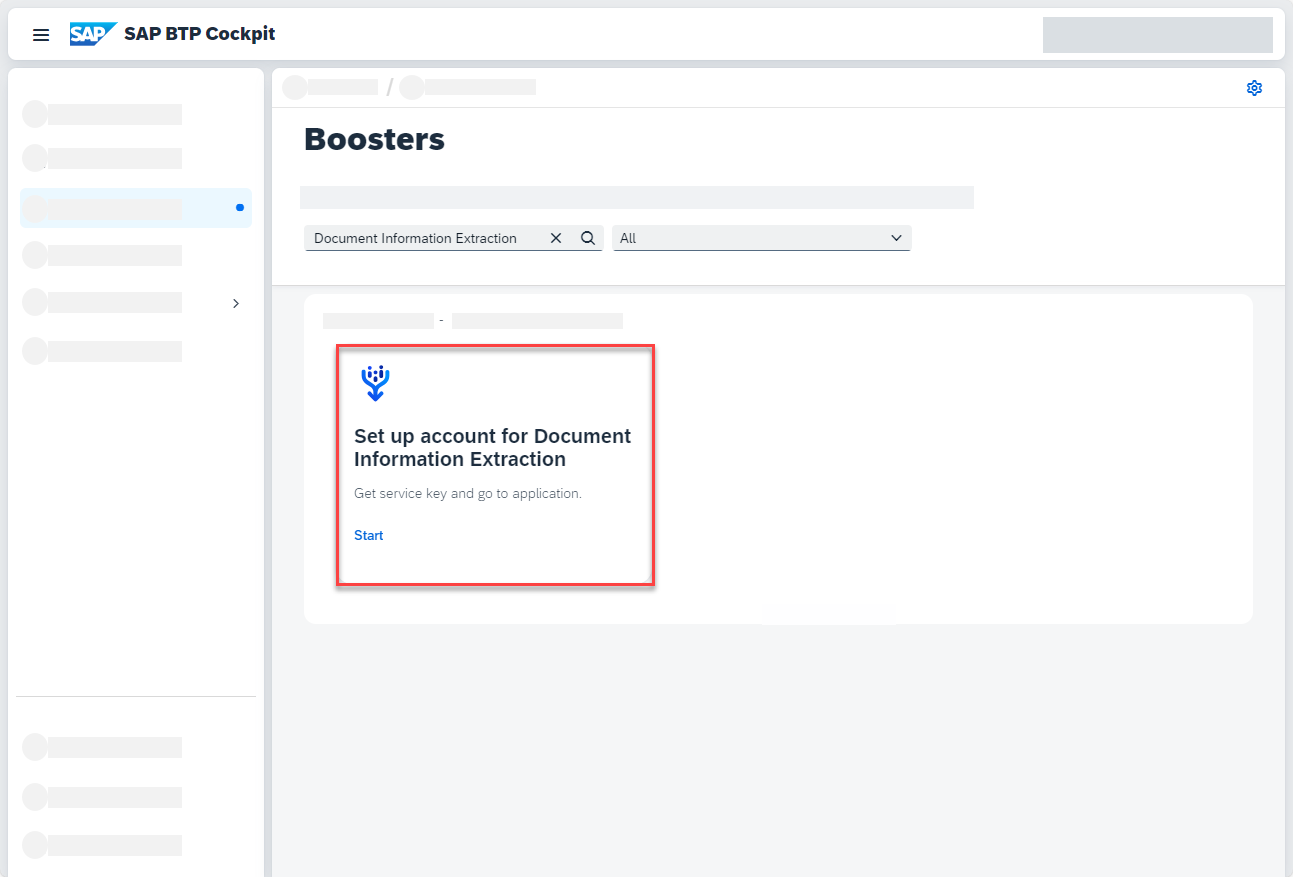 SAP SAP BTP Cockpit
/
Boosters
Document Information Extraction All
-
Set up account for Document
Information Extraction
Get service key and go to application.
Start